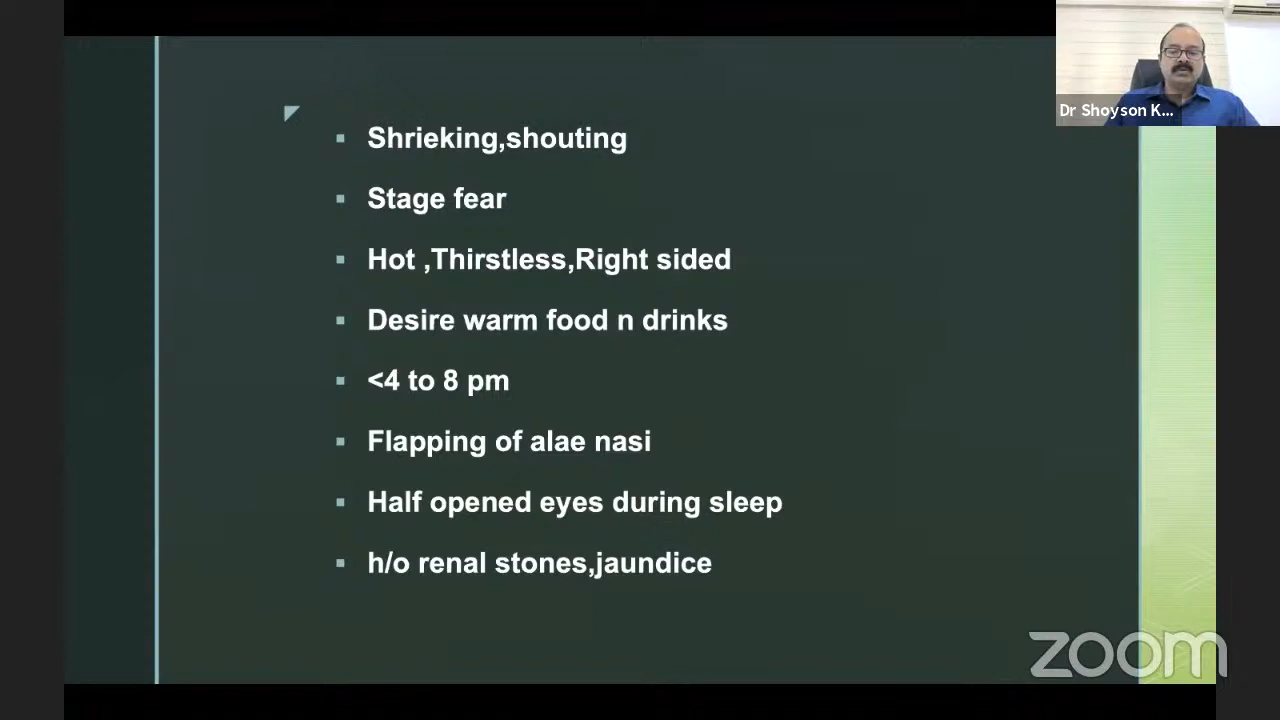 Dr Shoyson K...
Shrieking,shouting
Stage fear
Hot ,Thirstless,Right sided
Desire warm food n drinks
<4 to 8 pm
Flapping of alae nasi
Half opened eyes during sleep
h/o renal stones,jaundice
zoom